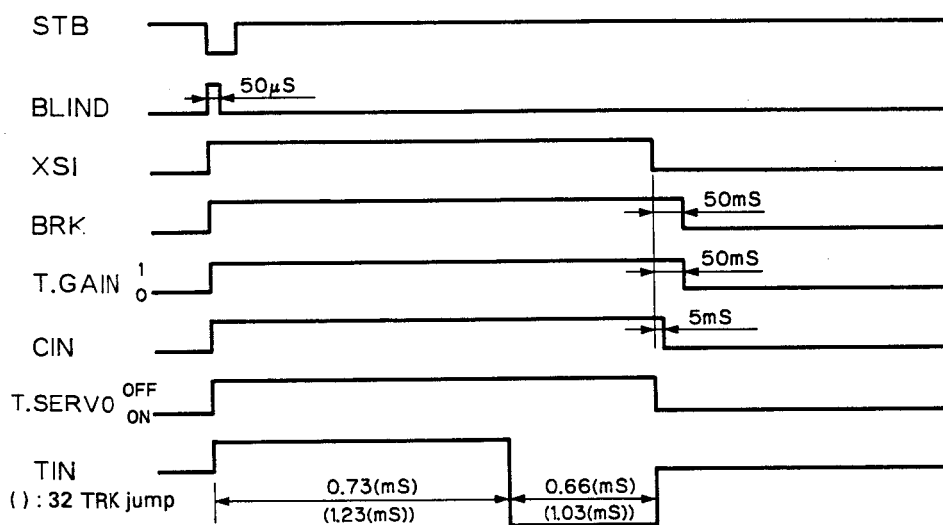 STB
50μS
BLIND
XSI
50mS
BRK
50mS
T.GAIN 1
0
5mS
CIN
T.SERVO OFF
ON
TIN
0.73(mS) 0.66(mS)
( ) : 32 TRK jump (1.23(mS)) (1.03(mS))